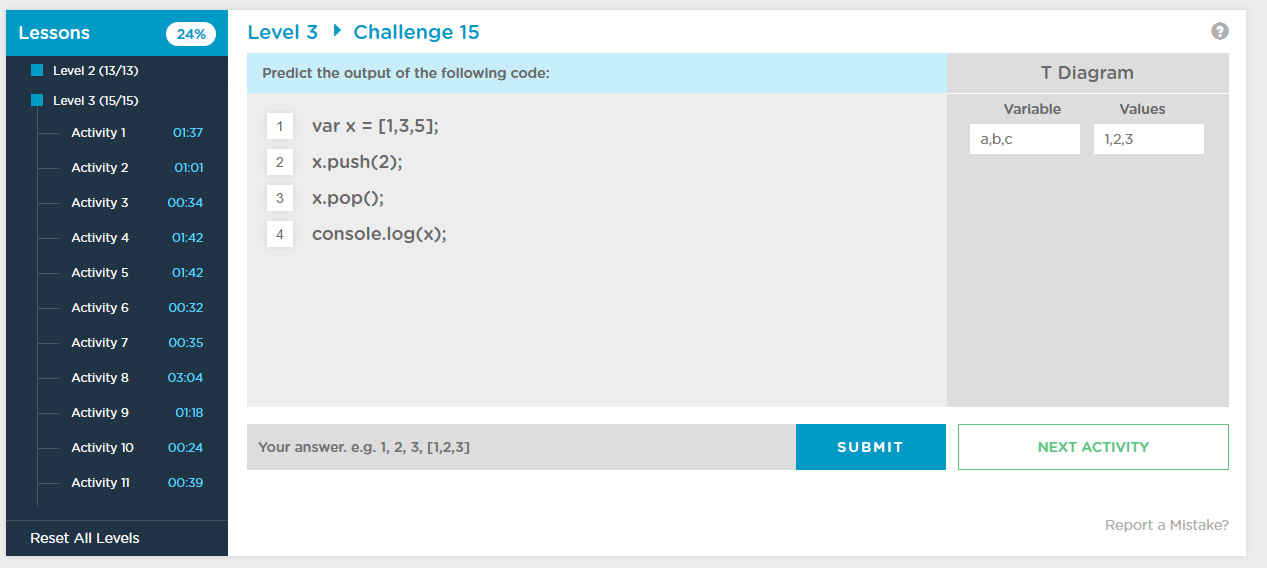 Lessons
24%
Level 2 (13/13)
Level 3 (15/15)
Activity 1 01:37
Activity 2 01:01
Activity 3 00:34
Activity 4 01:42
Activity 5 01:42
Activity 6 00:32
Activity 7 00:35
Activity 8 03:04
Activity 9 01:18
Activity 10 00:24
Activity 11 00:39
Reset All Levels
Level 3 Challenge 15
?
Predict the output of the following code:
1 var x = [1,3,5];
2 x.push(2);
3 x.pop();
4 console.log(x);
T Diagram
Variable Values
a,b,c 1,2,3
Your answer. e.g. 1, 2, 3, [1,2,3]
SUBMIT
NEXT ACTIVITY
Report a Mistake?